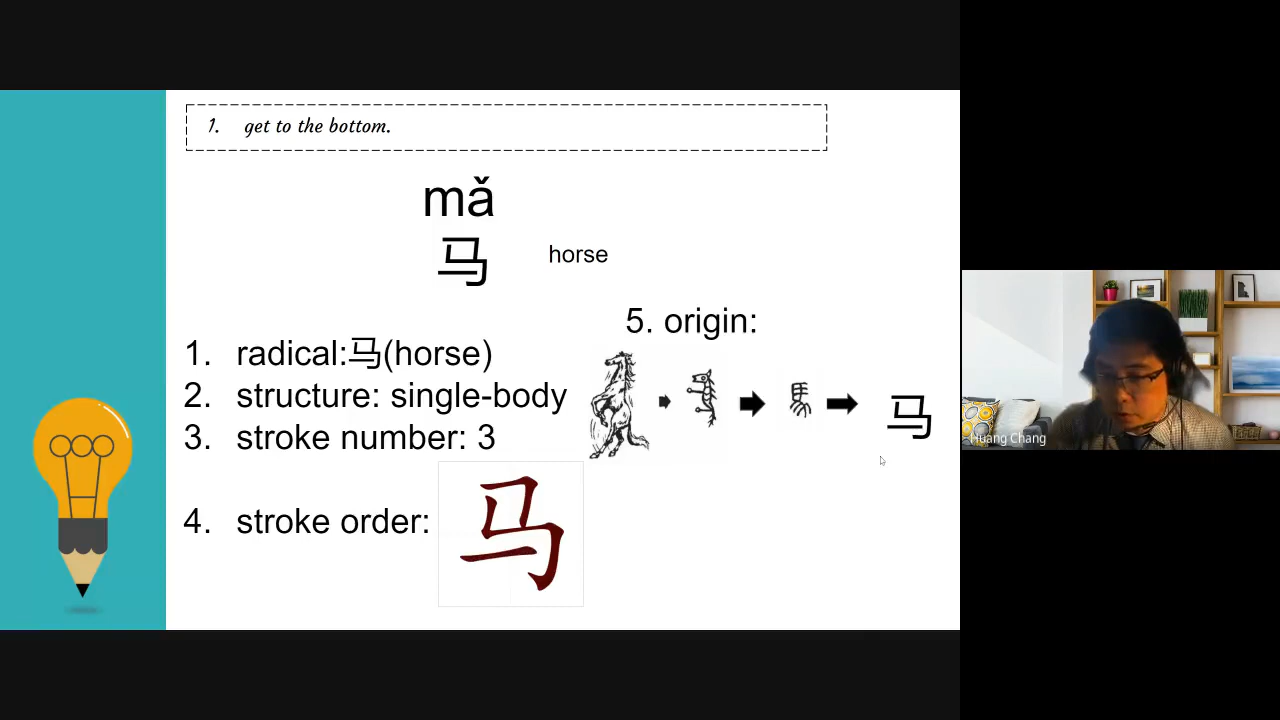 1. get to the bottom.
mǎ
马
horse
1. radical:马(horse)
2. structure: single-body
3. stroke number: 3
4. stroke order:
马
5. origin:
马
Huang Chang